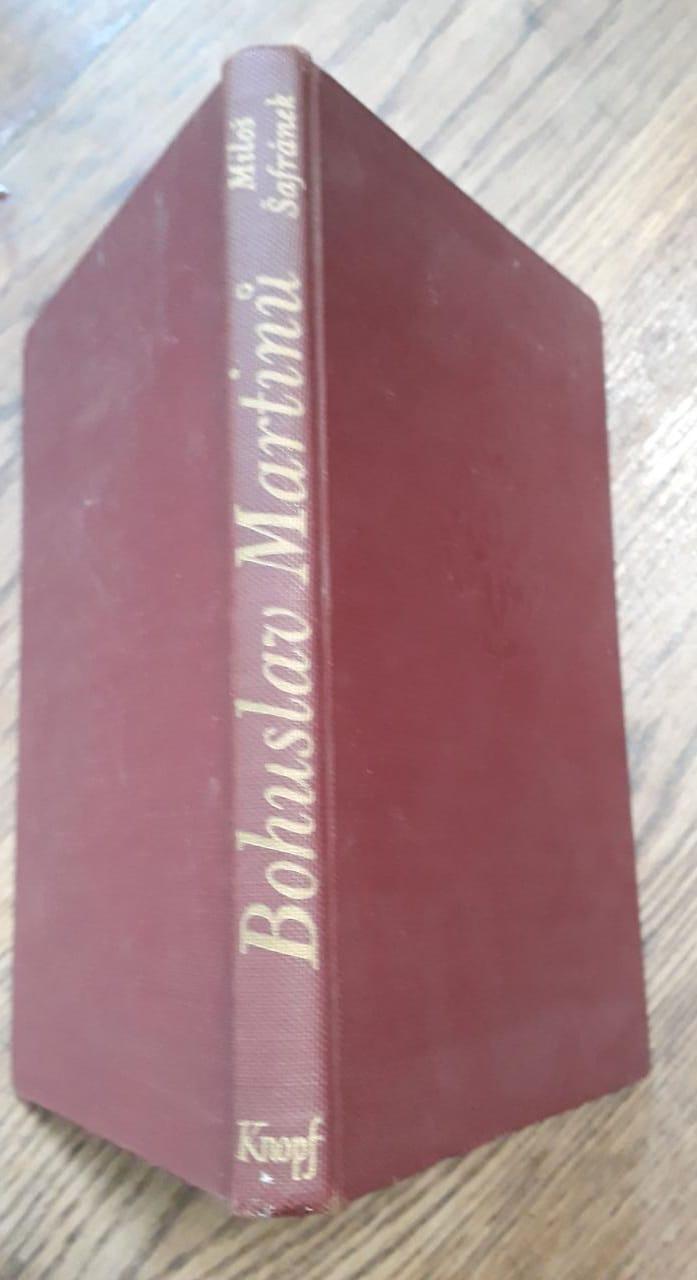 Miloš
Šafránek
Bohuslav Martinů
Knopf